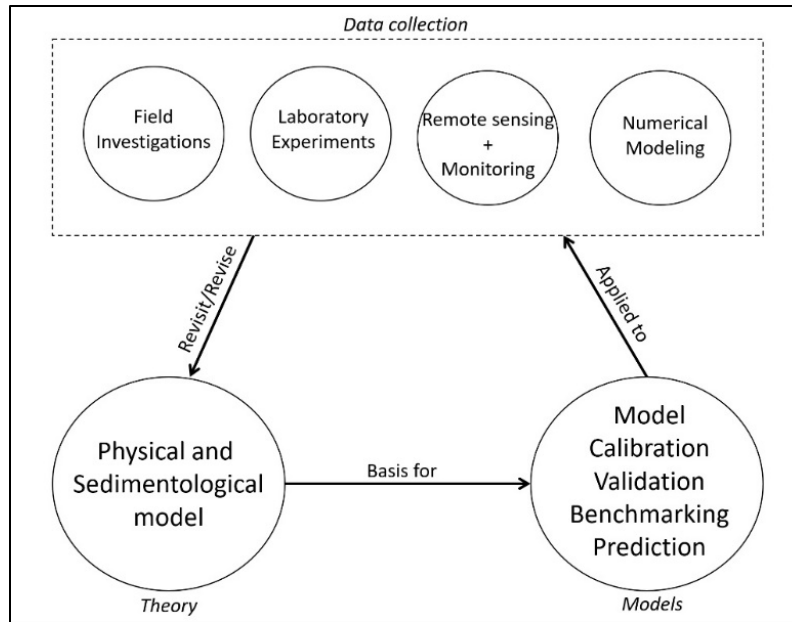 Data collection
Field
Investigations
Laboratory
Experiments
Remote sensing
+
Monitoring
Numerical
Modeling
Revisit/Revise
Applied to
Physical and
Sedimentological
model
Basis for
Model
Calibration
Validation
Benchmarking
Prediction
Theory
Models